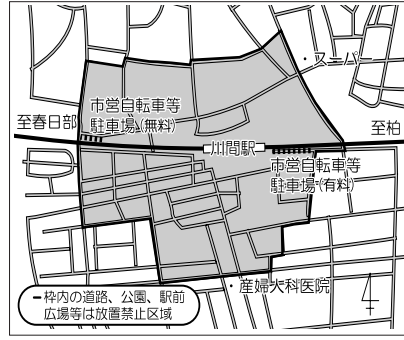 ・スーパー
市営自転車等
駐車場(無料)
至春日部
川間駅
至柏
市営自転車等
駐車場(有料)
・産婦大科医院
枠内の道路、公園、駅前
広場等は放置禁止区域